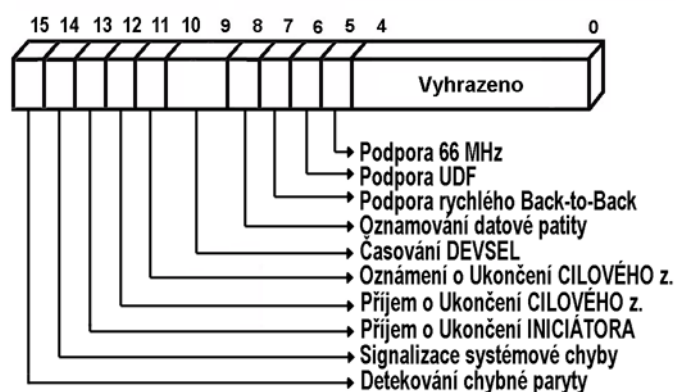 15 14 13 12 11 10 9 8 7 6 5 4 0
Vyhrazeno
Podpora 66 MHz
Podpora UDF
Podpora rychlého Back-to-Back
Oznamování datové patity
Časování DEVSEL
Oznámení o Ukončení CILOVÉHO z.
Příjem o Ukončení CILOVÉHO z.
Příjem o Ukončení INICIÁTORA
Signalizace systémové chyby
Detekování chybné paryty